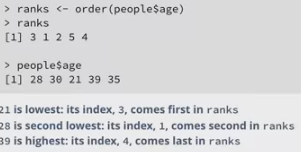 > ranks <- order(people$age)
> ranks
[1] 3 1 2 5 4
> people$age
[1] 28 30 21 39 35
21 is lowest: its index, 3, comes first in ranks
28 is second lowest: its index, 1, comes second in ranks
39 is highest: its index, 4, comes last in ranks